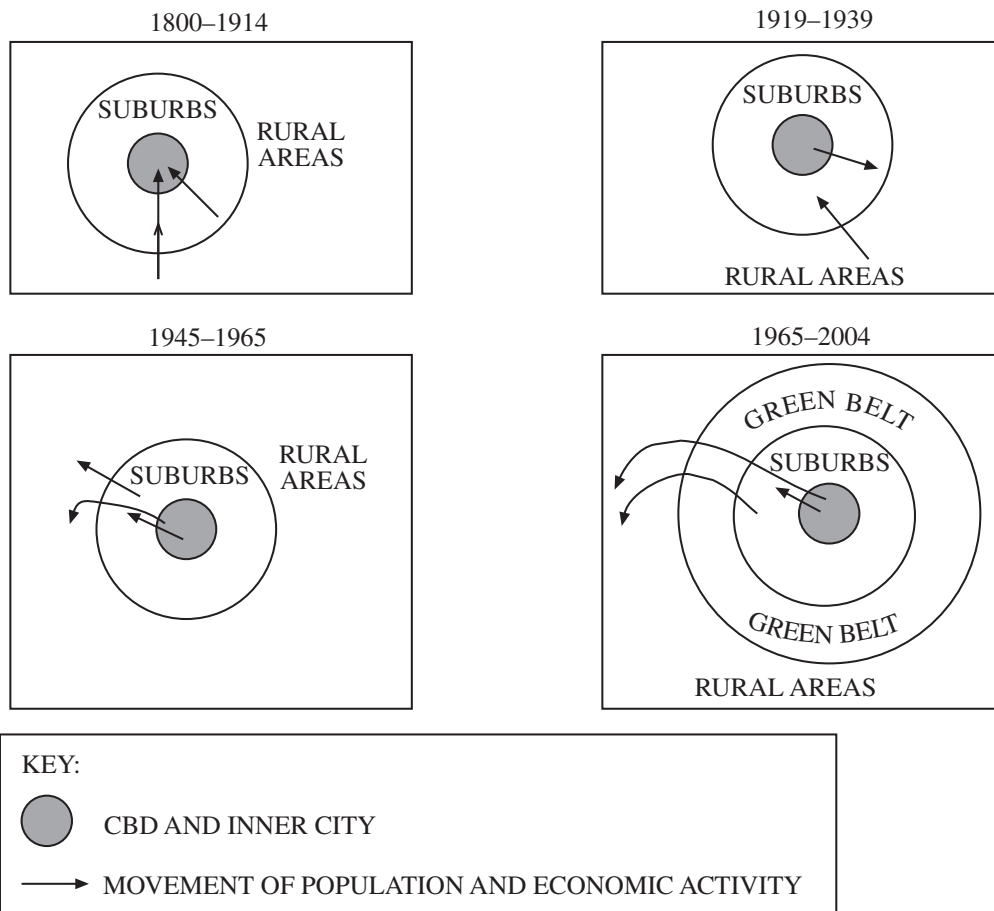 1800–1914
SUBURBS
RURAL
AREAS
1919–1939
SUBURBS
RURAL AREAS
1945–1965
SUBURBS
RURAL
AREAS
1965–2004
GREEN BELT
SUBURBS
GREEN BELT
RURAL AREAS
KEY:
CBD AND INNER CITY
MOVEMENT OF POPULATION AND ECONOMIC ACTIVITY